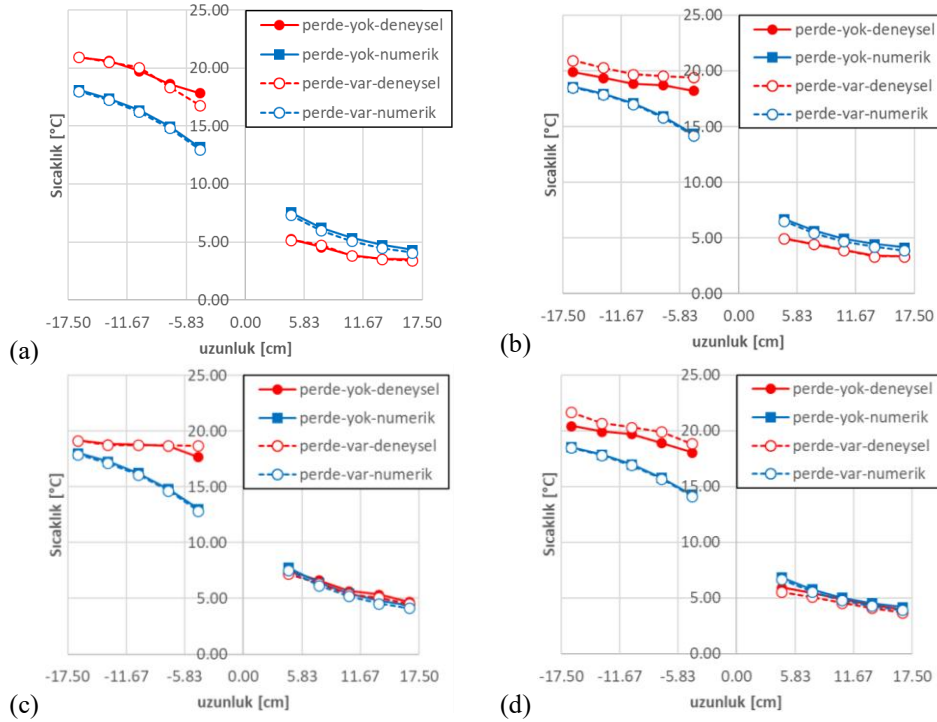 25.00
20.00
15.00
10.00
5.00
0.00
-17.50 -11.67 -5.83 0.00 5.83 11.67 17.50
Sıcaklık [°C]
uzunluk [cm]
perde-yok-deneysel
perde-yok-numerik
perde-var-deneysel
perde-var-numerik
(a)
25.00
20.00
15.00
10.00
5.00
0.00
-17.50 -11.67 -5.83 0.00 5.83 11.67 17.50
Sıcaklık [°C]
uzunluk [cm]
perde-yok-deneysel
perde-yok-numerik
perde-var-deneysel
perde-var-numerik
(b)
25.00
20.00
15.00
10.00
5.00
0.00
-17.50 -11.67 -5.83 0.00 5.83 11.67 17.50
Sıcaklık [°C]
uzunluk [cm]
perde-yok-deneysel
perde-yok-numerik
perde-var-deneysel
perde-var-numerik
(c)
25.00
20.00
15.00
10.00
5.00
0.00
-17.50 -11.67 -5.83 0.00 5.83 11.67 17.50
Sıcaklık [°C]
uzunluk [cm]
perde-yok-deneysel
perde-yok-numerik
perde-var-deneysel
perde-var-numerik
(d)